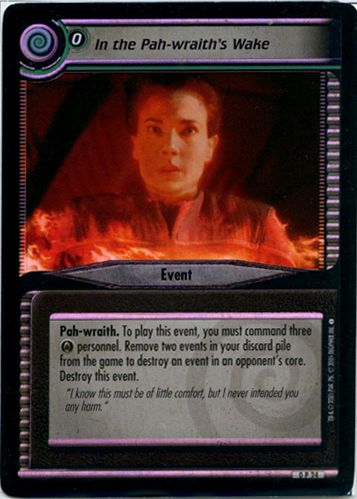 0 In the Pah-wraith's Wake
Event
Pah-wraith. To play this event, you must command three
personnel. Remove two events in your discard pile
from the game to destroy an event in an opponent's core.
Destroy this event.
"I know this must be of little comfort, but I never intended you
any harm."
0 P 24